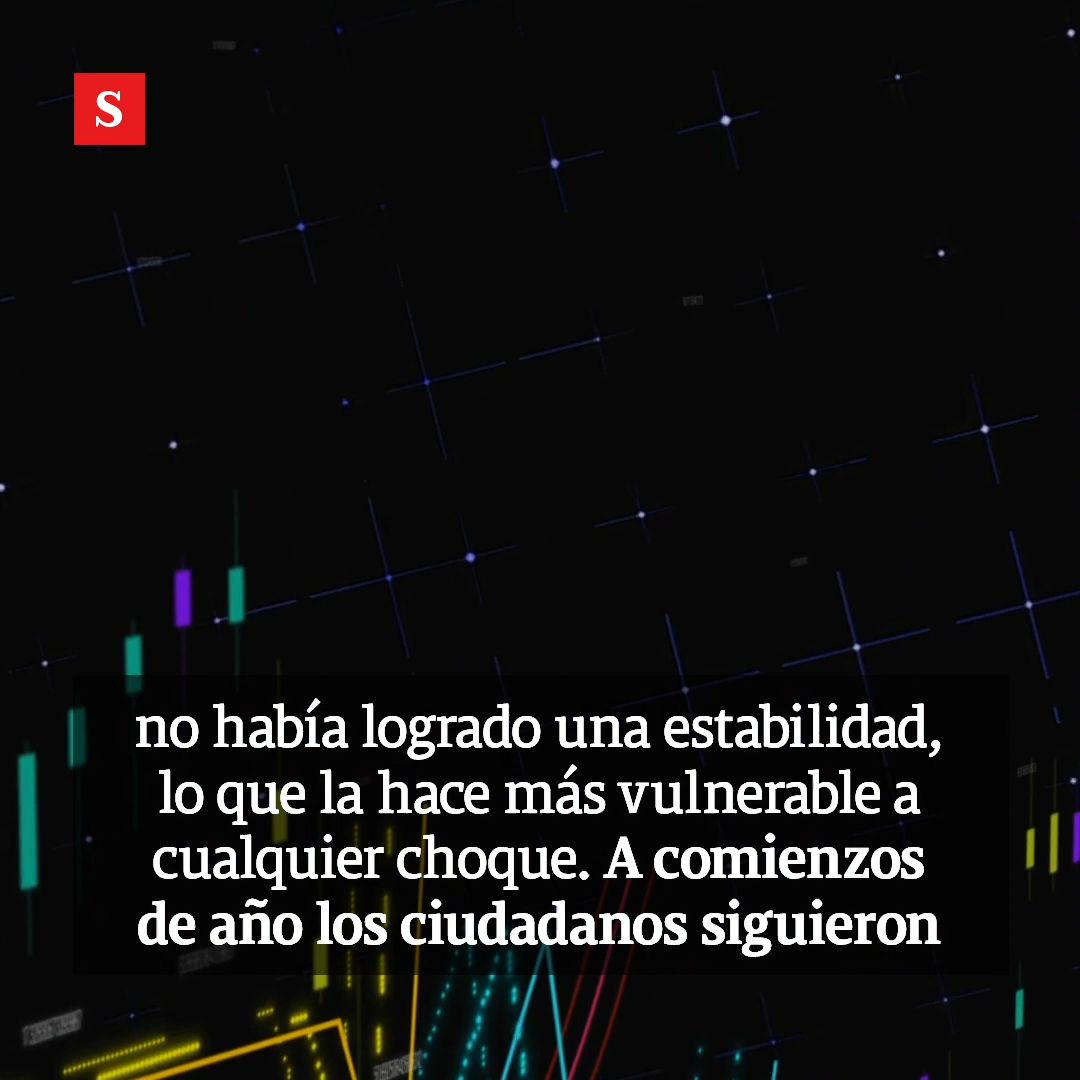 S
no había logrado una estabilidad,
lo que la hace más vulnerable a
cualquier choque. A comienzos
de año los ciudadanos siguieron